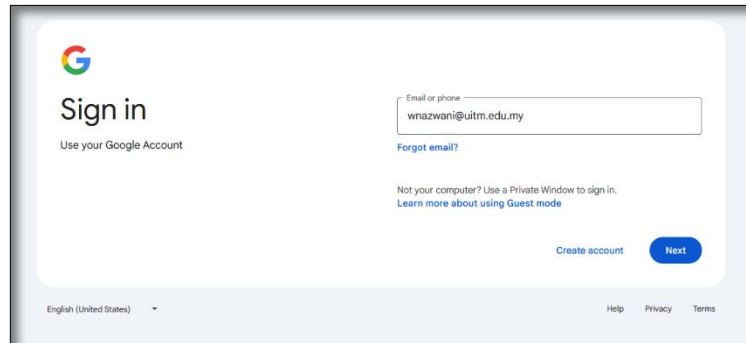 Sign in
Use your Google Account
Email or phone
wnazwani@uitm.edu.my
Forgot email?
Not your computer? Use a Private Window to sign in.
Learn more about using Guest mode
Create account
Next
English (United States)
Help
Privacy
Terms